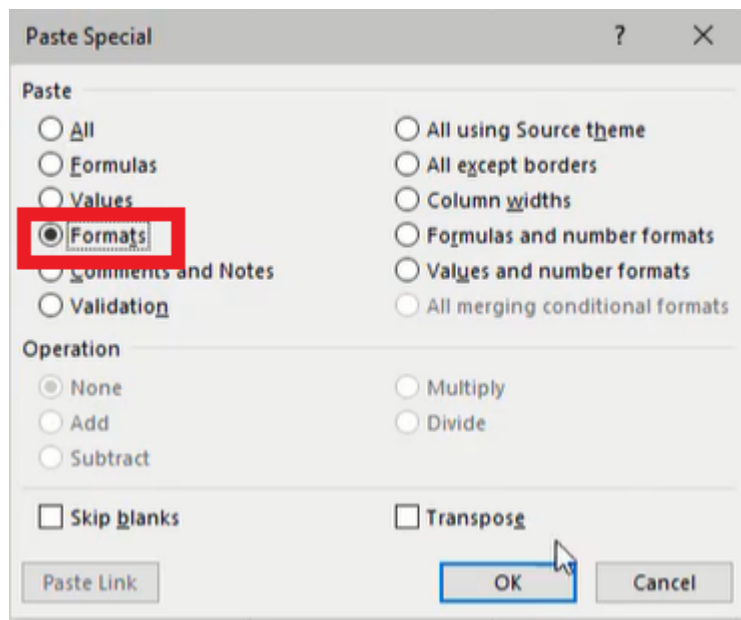 Paste Special ?
Paste
All
Formulas
Values
Formats
Comments and Notes
Validation
All using Source theme
All except borders
Column widths
Formulas and number formats
Values and number formats
All merging conditional formats
Operation
None
Add
Subtract
Multiply
Divide
Skip blanks
Transpose
Paste Link
OK
Cancel